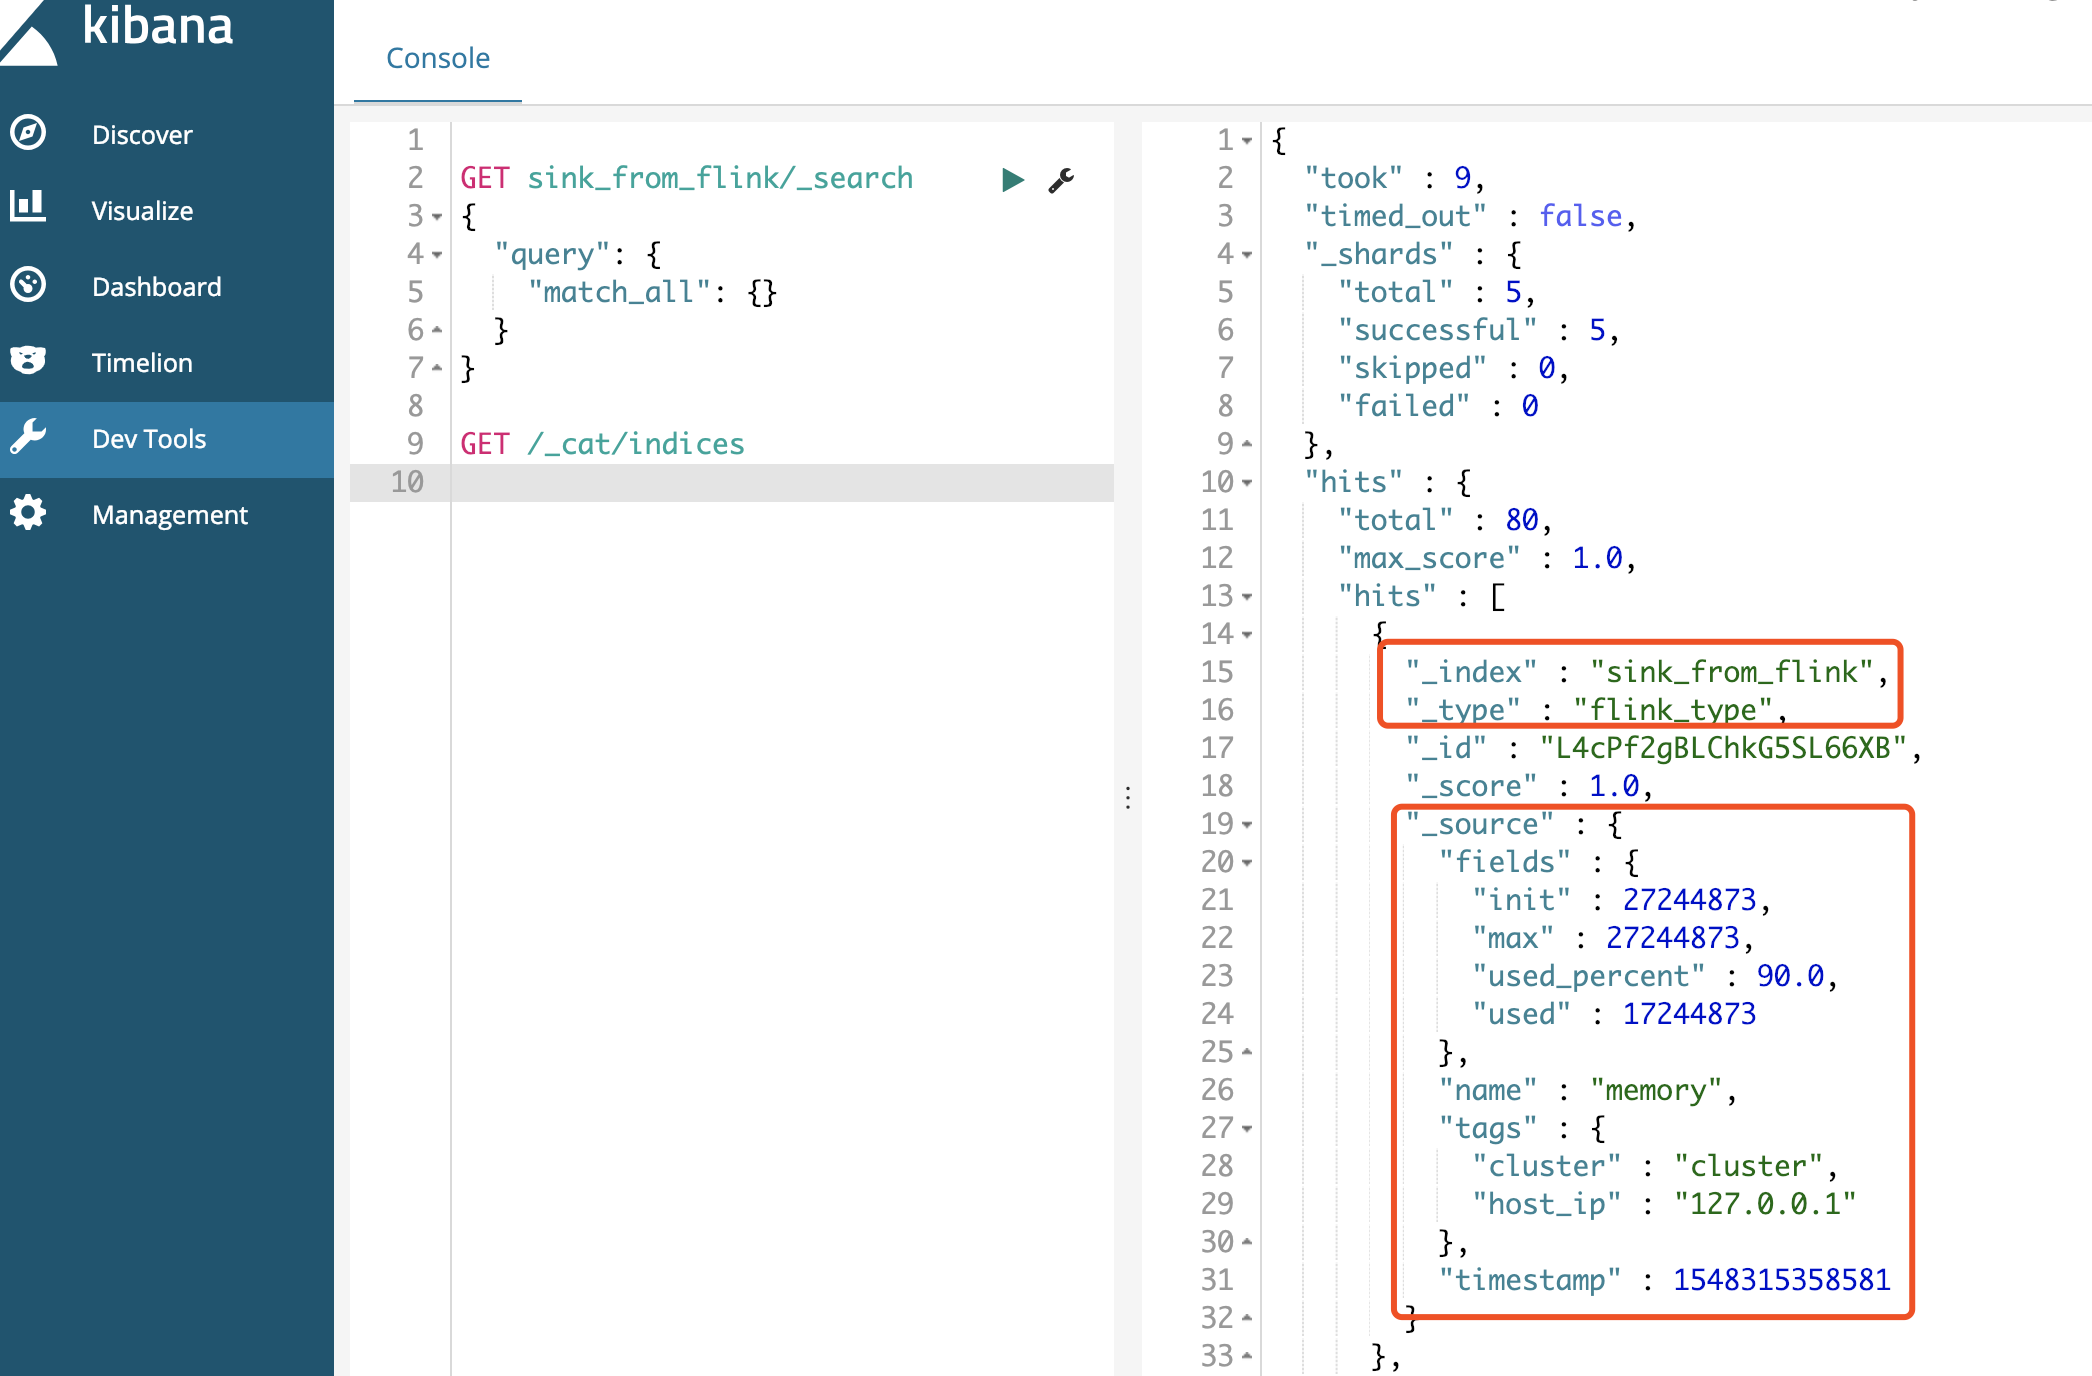 kibana
Discover
Visualize
Dashboard
Timelion
Dev Tools
Management
Console
1
2 GET sink_from_flink/_search
3 {
4 "query": {
5 "match_all": {}
6 }
7 }
8
9 GET /_cat/indices
10
1 {
2 "took" : 9,
3 "timed_out" : false,
4 "_shards" : {
5 "total" : 5,
6 "successful" : 5,
7 "skipped" : 0,
8 "failed" : 0
9 },
10 "hits" : {
11 "total" : 80,
12 "max_score" : 1.0,
13 "hits" : [
14 {
15 "_index" : "sink_from_flink",
16 "_type" : "flink_type",
17 "_id" : "L4cPf2gBLChkG5SL66XB",
18 "_score" : 1.0,
19 "_source" : {
20 "fields" : {
21 "init" : 27244873,
22 "max" : 27244873,
23 "used_percent" : 90.0,
24 "used" : 17244873
25 },
26 "name" : "memory",
27 "tags" : {
28 "cluster" : "cluster",
29 "host_ip" : "127.0.0.1"
30 },
31 "timestamp" : 1548315358581
32 }
33 },